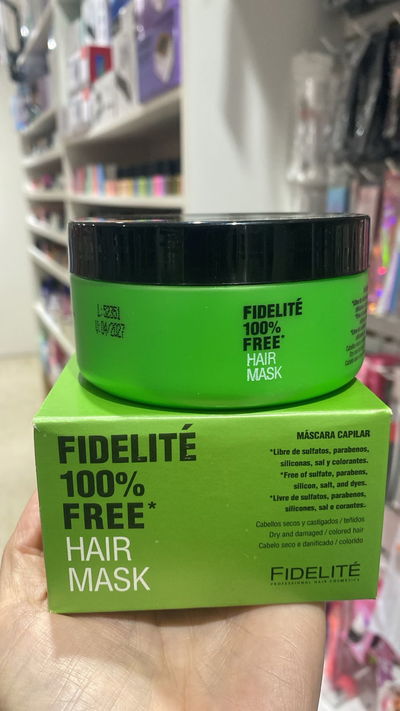 L:52351
V:04/2027
FIDELITÉ
100%
FREE*
HAIR
MASK
FIDELITÉ
100%
FREE*
HAIR
MASK
MÁSCARA CAPILAR
*Libre de sulfatos, parabenos,
siliconas, sal y colorantes.
*Free of sulfate, parabens,
silicon, salt, and dyes.
*Livre de sulfatos, parabenos,
silicones, sal e corantes.
Cabellos secos y castigados / teñidos
Dry and damaged / colored hair
Cabelo seco e danificado / colorido
FIDELITÉ
PROFESSIONAL HAIR COSMETICS